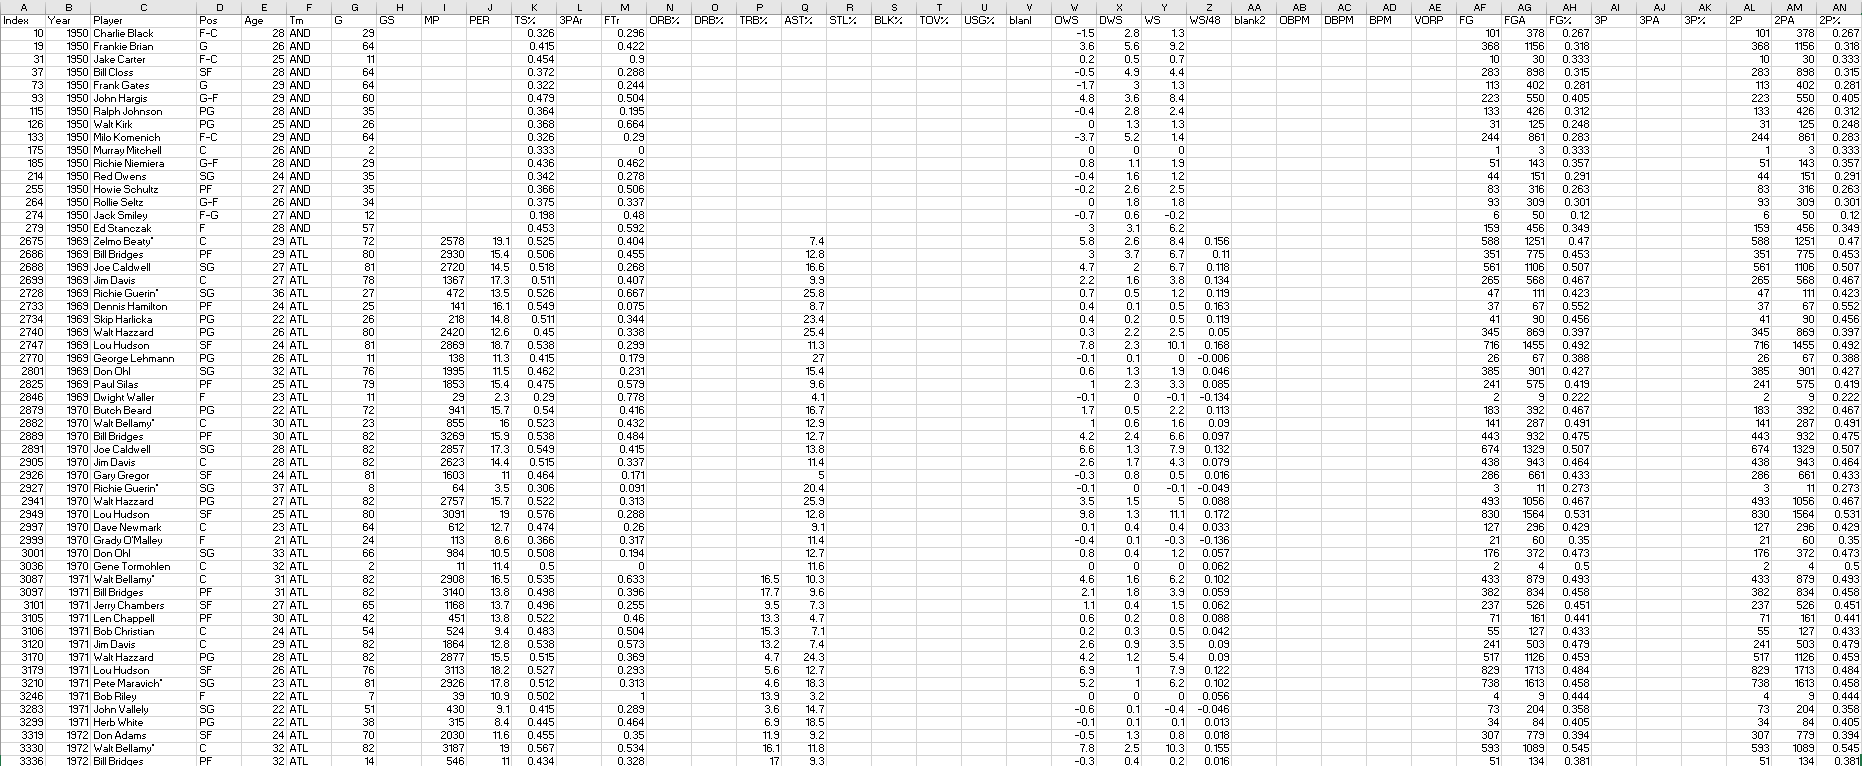 A B C D E F G H I J K L M N O P Q R S T U V W X Y Z AA AB AC AD AE AF AG AH AI AJ AK AL AM AN
Index Year Player Pos Age Tm G GS MP PER TS% 3PAr FTr ORB% DRB% TRB% AST% STL% BLK% TOV% USG% blanl OWS DWS WS WS/48 blank2 OBPM DBPM BPM VORP FG FGA FG% 3P 3PA 3P% 2P 2PA 2P%
10 1950 Charlie Black F-C 28 AND 29 0.326 0.296 -1.5 2.8 1.3 101 378 0.267 101 378 0.267
19 1950 Frankie Brian G 26 AND 64 0.415 0.422 3.6 5.6 9.2 368 1156 0.318 368 1156 0.318
31 1950 Jake Carter F-C 25 AND 11 0.454 0.9 0.2 0.5 0.7 10 30 0.333 10 30 0.333
37 1950 Bill Closs SF 28 AND 64 0.372 0.288 -0.5 4.9 4.4 283 898 0.315 283 898 0.315
73 1950 Frank Gates G 29 AND 64 0.322 0.244 -1.7 3 1.3 113 402 0.281 113 402 0.281
93 1950 John Hargis G-F 29 AND 60 0.479 0.504 4.8 3.6 8.4 223 550 0.405 223 550 0.405
115 1950 Ralph Johnson PG 28 AND 35 0.364 0.195 -0.4 2.8 2.4 133 426 0.312 133 426 0.312
126 1950 Walt Kirk PG 25 AND 26 0.368 0.664 0 1.3 1.3 31 125 0.248 31 125 0.248
133 1950 Milo Komenich F-C 29 AND 64 0.326 0.29 -3.7 5.2 1.4 244 861 0.283 244 861 0.283
175 1950 Murray Mitchell C 26 AND 2 0.333 0 0 0 0 1 3 0.333 1 3 0.333
185 1950 Richie Niemiera G-F 28 AND 29 0.436 0.462 0.8 1.1 1.9 51 143 0.357 51 143 0.357
214 1950 Red Owens SG 24 AND 35 0.342 0.278 -0.4 1.6 1.2 44 151 0.291 44 151 0.291
255 1950 Howie Schultz PF 27 AND 35 0.366 0.506 -0.2 2.6 2.5 83 316 0.263 83 316 0.263
264 1950 Rollie Seltz G-F 26 AND 34 0.375 0.337 0 1.8 1.8 93 309 0.301 93 309 0.301
274 1950 Jack Smiley F-G 27 AND 12 0.198 0.48 -0.7 0.6 -0.2 6 50 0.12 6 50 0.12
279 1950 Ed Stanczak F 28 AND 57 0.453 0.592 3 3.1 6.2 159 456 0.349 159 456 0.349
2675 1969 Zelmo Beaty* C 29 ATL 72 2578 19.1 0.525 0.404 7.4 5.8 2.6 8.4 0.156 588 1251 0.47 588 1251 0.47
2686 1969 Bill Bridges PF 29 ATL 80 2930 15.4 0.506 0.455 12.8 3 3.7 6.7 0.11 351 775 0.453 351 775 0.453
2688 1969 Joe Caldwell SG 27 ATL 81 2720 14.5 0.518 0.268 16.6 4.7 2 6.7 0.118 561 1106 0.507 561 1106 0.507
2699 1969 Jim Davis C 27 ATL 78 1367 17.3 0.511 0.407 9.9 2.2 1.6 3.8 0.134 265 568 0.467 265 568 0.467
2728 1969 Richie Guerin* SG 36 ATL 27 472 13.5 0.526 0.667 25.8 0.7 0.5 1.2 0.119 47 111 0.423 47 111 0.423
2733 1969 Dennis Hamilton PF 24 ATL 25 141 16.1 0.549 0.075 8.7 0.4 0.1 0.5 0.163 37 67 0.552 37 67 0.552
2734 1969 Skip Harlicka PG 22 ATL 26 218 14.8 0.511 0.344 23.4 0.4 0.2 0.5 0.119 41 90 0.456 41 90 0.456
2740 1969 Walt Hazzard PG 26 ATL 80 2420 12.6 0.45 0.338 25.4 0.3 2.2 2.5 0.05 345 869 0.397 345 869 0.397
2747 1969 Lou Hudson SF 24 ATL 81 2869 18.7 0.538 0.299 11.3 7.8 2.3 10.1 0.168 716 1455 0.492 716 1455 0.492
2770 1969 George Lehmann PG 26 ATL 11 138 11.3 0.415 0.179 27 -0.1 0.1 0 -0.006 26 67 0.388 26 67 0.388
2801 1969 Don Ohl SG 32 ATL 76 1995 11.5 0.462 0.231 15.4 0.6 1.3 1.9 0.046 385 901 0.427 385 901 0.427
2825 1969 Paul Silas PF 25 ATL 79 1853 15.4 0.475 0.579 9.6 1 2.3 3.3 0.085 241 575 0.419 241 575 0.419
2846 1969 Dwight Waller F 23 ATL 11 29 2.3 0.29 0.778 4.1 -0.1 0 -0.1 -0.134 2 9 0.222 2 9 0.222
2879 1970 Butch Beard PG 22 ATL 72 941 15.7 0.54 0.416 16.7 1.7 0.5 2.2 0.113 183 392 0.467 183 392 0.467
2882 1970 Walt Bellamy* C 30 ATL 23 855 16 0.523 0.432 12.9 1 0.6 1.6 0.09 141 287 0.491 141 287 0.491
2889 1970 Bill Bridges PF 30 ATL 82 3269 15.9 0.538 0.484 12.7 4.2 2.4 6.6 0.097 443 932 0.475 443 932 0.475
2891 1970 Joe Caldwell SG 28 ATL 82 2857 17.3 0.549 0.415 13.8 6.6 1.3 7.9 0.132 674 1329 0.507 674 1329 0.507
2905 1970 Jim Davis C 28 ATL 82 2623 14.4 0.515 0.337 11.4 2.6 1.7 4.3 0.079 438 943 0.464 438 943 0.464
2926 1970 Gary Gregor SF 24 ATL 81 1603 11 0.464 0.171 5 -0.3 0.8 0.5 0.016 286 661 0.433 286 661 0.433
2927 1970 Richie Guerin* SG 37 ATL 8 64 3.5 0.306 0.091 20.4 -0.1 0 -0.1 -0.049 3 11 0.273 3 11 0.273
2941 1970 Walt Hazzard PG 27 ATL 82 2757 15.7 0.522 0.313 25.9 3.5 1.5 5 0.088 493 1056 0.467 493 1056 0.467
2949 1970 Lou Hudson SF 25 ATL 80 3091 19 0.576 0.288 12.8 9.8 1.3 11.1 0.172 830 1564 0.531 830 1564 0.531
2997 1970 Dave Newmark C 23 ATL 64 612 12.7 0.474 0.26 9.1 0.1 0.4 0.4 0.033 127 296 0.429 127 296 0.429
2999 1970 Grady O'Malley F 21 ATL 24 113 8.6 0.366 0.317 11.4 -0.4 0.1 -0.3 -0.136 21 60 0.35 21 60 0.35
3001 1970 Don Ohl SG 33 ATL 66 984 10.5 0.508 0.194 12.7 0.8 0.4 1.2 0.057 176 372 0.473 176 372 0.473
3036 1970 Gene Tormohlen C 32 ATL 2 11 11.4 0.5 0 11.6 0 0 0 0.062 2 4 0.5 2 4 0.5
3087 1971 Walt Bellamy* C 31 ATL 82 2908 16.5 0.535 0.633 16.5 10.3 4.6 1.6 6.2 0.102 433 879 0.493 433 879 0.493
3097 1971 Bill Bridges PF 31 ATL 82 3140 13.8 0.498 0.396 17.7 9.6 2.1 1.8 3.9 0.059 382 834 0.458 382 834 0.458
3101 1971 Jerry Chambers SF 27 ATL 65 1168 13.7 0.496 0.255 9.5 7.3 1.1 0.4 1.5 0.062 237 526 0.451 237 526 0.451
3105 1971 Len Chappell PF 30 ATL 42 451 13.8 0.522 0.46 13.3 4.7 0.6 0.2 0.8 0.088 71 161 0.441 71 161 0.441
3106 1971 Bob Christian C 24 ATL 54 524 9.4 0.483 0.504 15.3 7.1 0.2 0.3 0.5 0.042 55 127 0.433 55 127 0.433
3120 1971 Jim Davis C 29 ATL 82 1864 12.8 0.538 0.573 13.2 7.4 2.6 0.9 3.5 0.09 241 503 0.479 241 503 0.479
3170 1971 Walt Hazzard PG 28 ATL 82 2877 15.5 0.515 0.369 4.7 24.3 4.2 1.2 5.4 0.09 517 1126 0.459 517 1126 0.459
3179 1971 Lou Hudson SF 26 ATL 76 3113 18.2 0.527 0.293 5.6 12.7 6.9 1 7.9 0.122 829 1713 0.484 829 1713 0.484
3210 1971 Pete Maravich* SG 23 ATL 81 2926 17.8 0.512 0.313 4.6 18.3 5.2 1 6.2 0.102 738 1613 0.458 738 1613 0.458
3246 1971 Bob Riley F 22 ATL 7 39 10.9 0.502 1 13.9 3.2 0 0 0 0.056 4 9 0.444 4 9 0.444
3283 1971 John Vallely SG 22 ATL 51 430 9.1 0.415 0.289 3.6 14.7 -0.6 0.1 -0.4 -0.046 73 204 0.358 73 204 0.358
3299 1971 Herb White PG 22 ATL 38 315 8.4 0.445 0.464 6.9 18.5 -0.1 0.1 0.1 0.013 34 84 0.405 34 84 0.405
3319 1972 Don Adams SF 24 ATL 70 2030 11.6 0.455 0.35 11.9 9.2 -0.5 1.3 0.8 0.018 307 779 0.394 307 779 0.394
3330 1972 Walt Bellamy* C 32 ATL 82 3187 19 0.567 0.534 16.1 11.8 7.8 2.5 10.3 0.155 593 1089 0.545 593 1089 0.545
3336 1972 Bill Bridges PF 32 ATL 14 546 11 0.434 0.328 17 9.3 -0.3 0.4 0.2 0.016 51 134 0.381 51 134 0.381